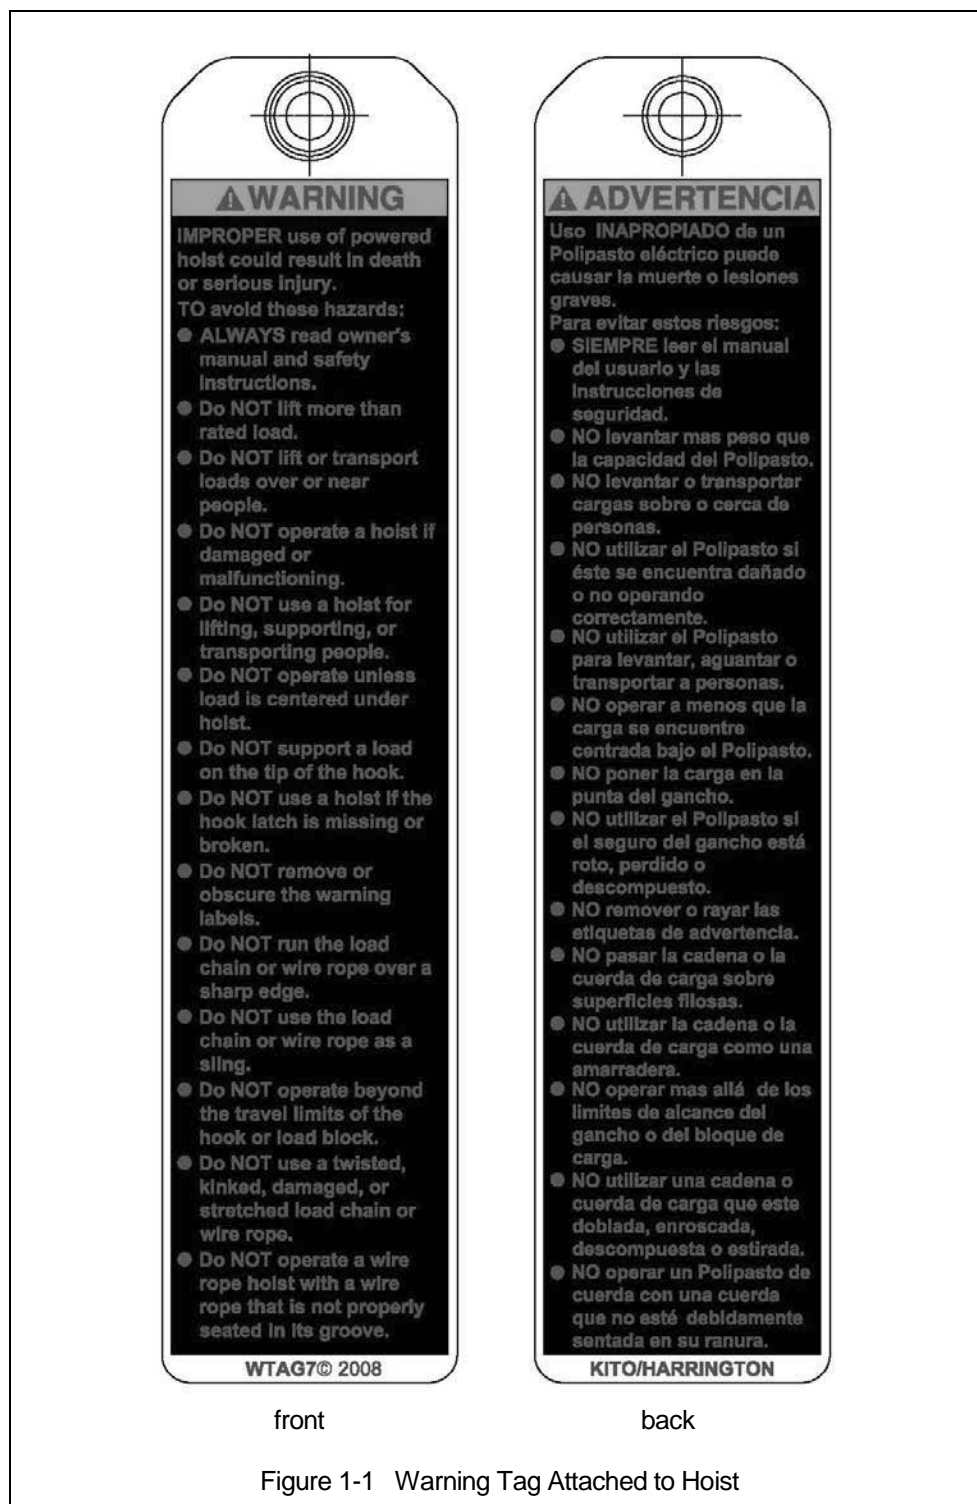 WARNING
IMPROPER use of powered
hoist could result in death
or serious injury.
TO avoid these hazards:
● ALWAYS read owner's
manual and safety
instructions.
● Do NOT lift more than
rated load.
● Do NOT lift or transport
loads over or near
people.
● Do NOT operate a hoist if
damaged or
malfunctioning.
● Do NOT use a hoist for
lifting, supporting, or
transporting people.
● Do NOT operate unless
load is centered under
hoist.
● Do NOT support a load
on the tip of the hook.
● Do NOT use a hoist if the
hook latch is missing or
broken.
● Do NOT remove or
obscure the warning
labels.
● Do NOT run the load
chain or wire rope over a
sharp edge.
● Do NOT use the load
chain or wire rope as a
sling.
● Do NOT operate beyond
the travel limits of the
hook or load block.
● Do NOT use a twisted,
kinked, damaged, or
stretched load chain or
wire rope.
● Do NOT operate a wire
rope hoist with a wire
rope that is not properly
seated in its groove.
WTAG7© 2008
front
ADVERTENCIA
Uso INAPROPIADO de un
Polipasto eléctrico puede
causar la muerte o lesiones
graves.
Para evitar estos riesgos:
● SIEMPRE leer el manual
del usuario y las
instrucciones de
seguridad.
● NO levantar mas peso que
la capacidad del Polipasto.
● NO levantar o transportar
cargas sobre o cerca de
personas.
● NO utilizar el Polipasto si
éste se encuentra dañado
o no operando
correctamente.
● NO utilizar el Polipasto
para levantar, aguantar o
transportar a personas.
● NO operar a menos que la
carga se encuentre
centrada bajo el Polipasto.
● NO poner la carga en la
punta del gancho.
● NO utilizar el Polipasto si
el seguro del gancho está
roto, perdido o
descompuesto.
● NO remover o rayar las
etiquetas de advertencia.
● NO pasar la cadena o la
cuerda de carga sobre
superficies filosas.
● NO utilizar la cadena o la
cuerda de carga como una
amarradera.
● NO operar mas allá de los
limites de alcance del
gancho o del bloque de
carga.
● NO utilizar una cadena o
cuerda de carga que este
doblada, enroscada,
descompuesta o estirada.
● NO operar un Polipasto de
cuerda con una cuerda
que no esté debidamente
sentada en su ranura.
KITO/HARRINGTON
back
Figure 1-1 Warning Tag Attached to Hoist